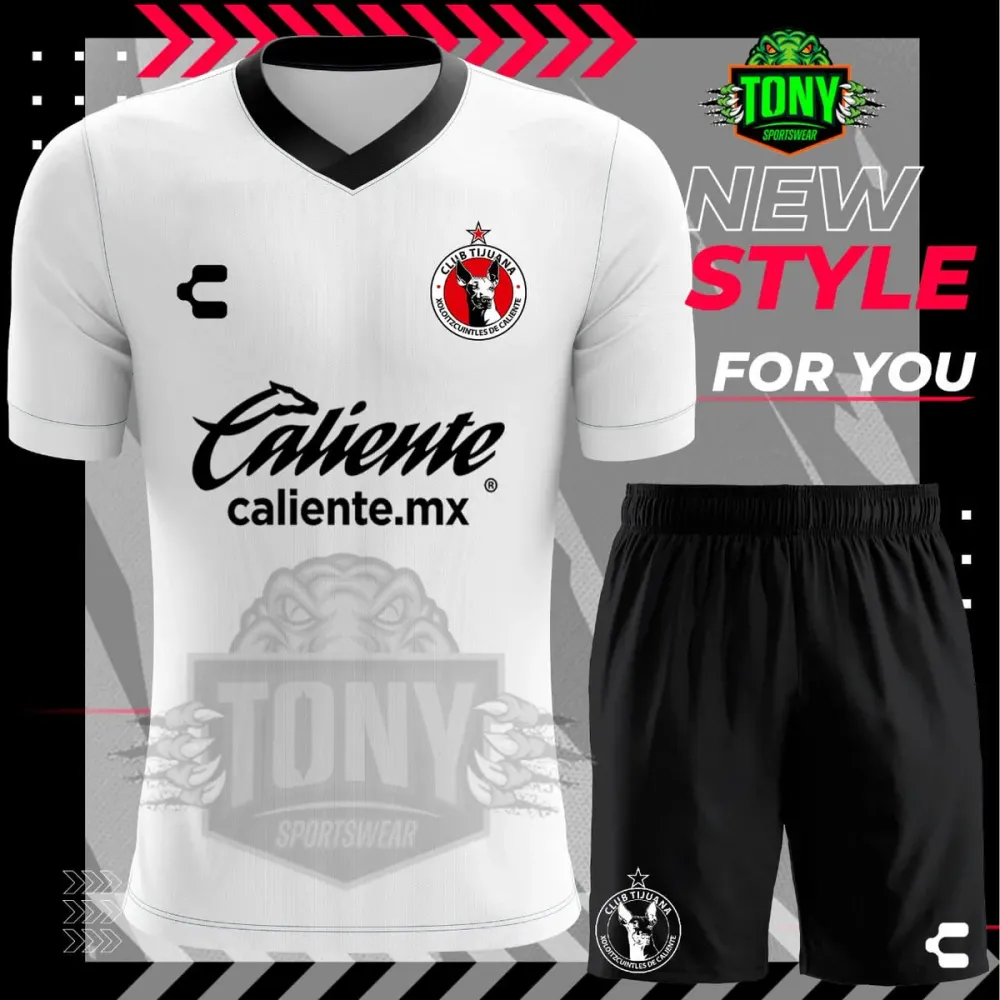 TONY
SPORTSWEAR
NEW
STYLE
FOR YOU
CLUB TIJUANA
XOLOITZCUINTLES DE CALIENTE
Caliente
®
caliente.mx
TONY
SPORTSWEAR
CLUB TIJUANA
XOLOITZCUINTLES DE CALIENTE